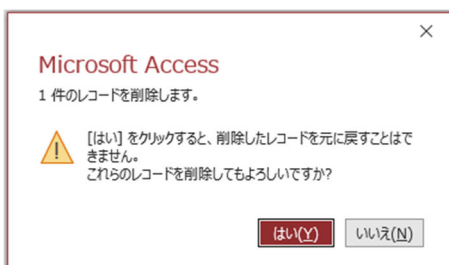 Microsoft Access
1 件のレコードを削除します。
[はい] をクリックすると、削除したレコードを元に戻すことはで
きません。
これらのレコードを削除してもよろしいですか?
はい(Y)
いいえ(N)